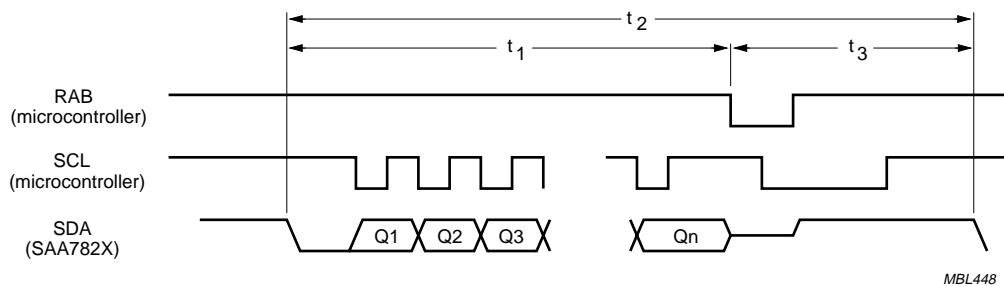 t2
t1
t3
RAB
(microcontroller)
SCL
(microcontroller)
SDA
(SAA782X)
Q1
Q2
Q3
Qn
MBL448